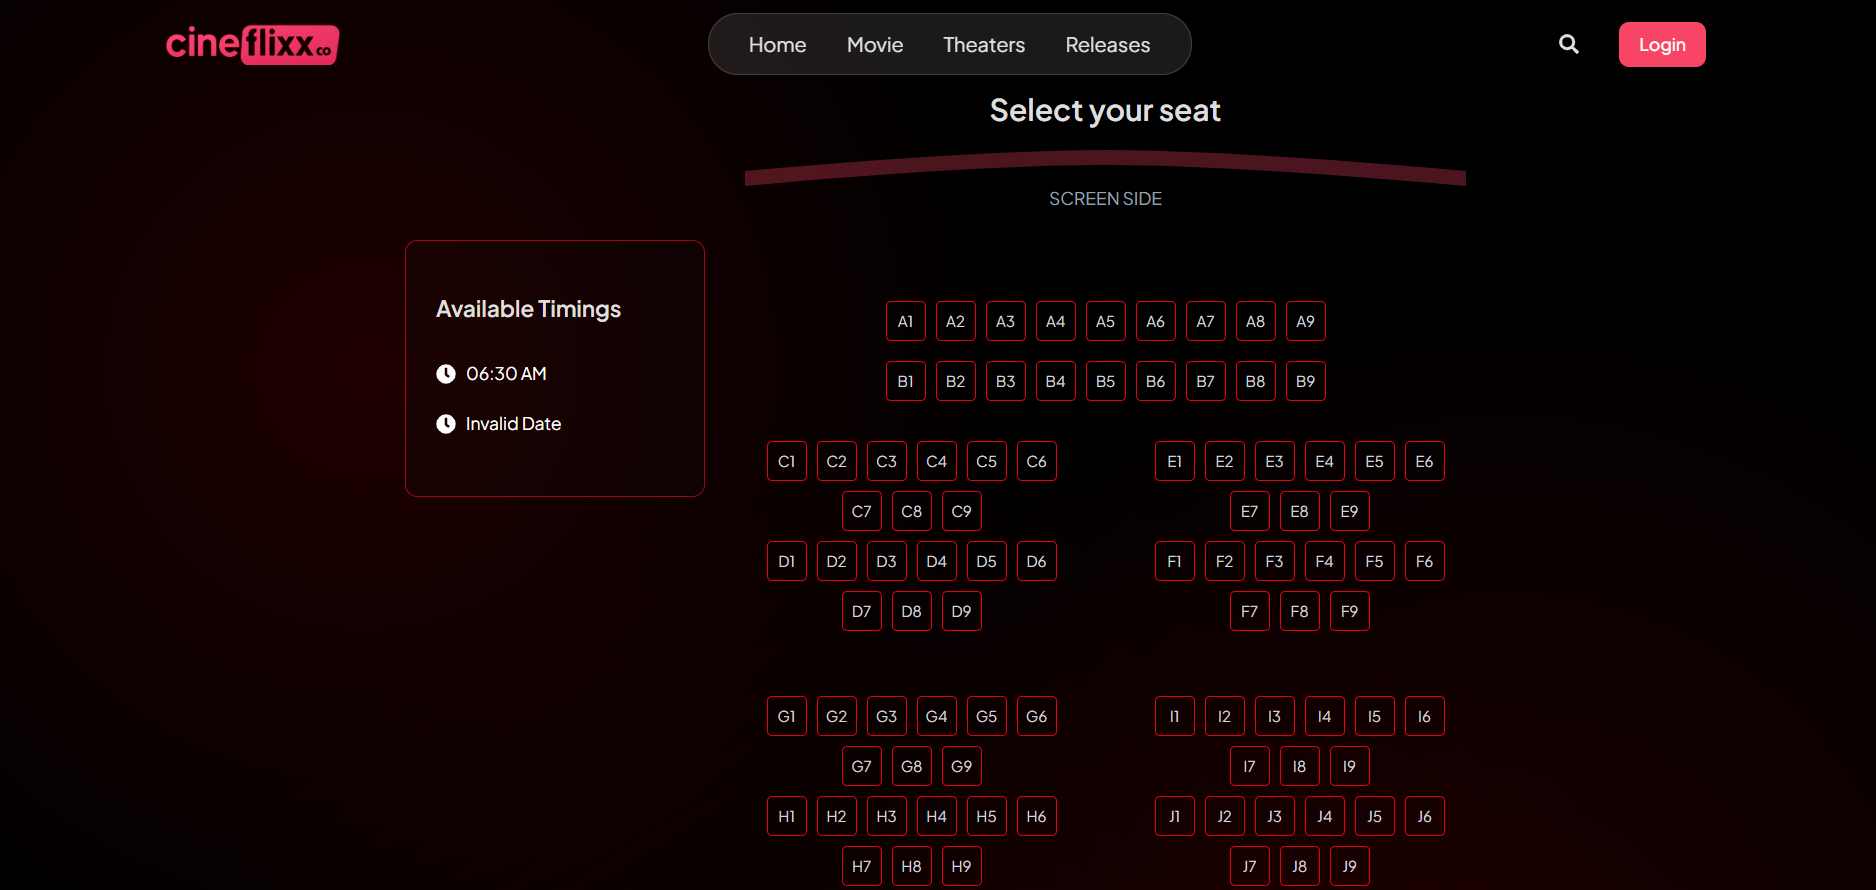 cineflixx.co
Home Movie Theaters Releases
Login
Select your seat
SCREEN SIDE
Available Timings
06:30 AM
Invalid Date
A1 A2 A3 A4 A5 A6 A7 A8 A9
B1 B2 B3 B4 B5 B6 B7 B8 B9
C1 C2 C3 C4 C5 C6
C7 C8 C9
D1 D2 D3 D4 D5 D6
D7 D8 D9
E1 E2 E3 E4 E5 E6
E7 E8 E9
F1 F2 F3 F4 F5 F6
F7 F8 F9
G1 G2 G3 G4 G5 G6
G7 G8 G9
H1 H2 H3 H4 H5 H6
H7 H8 H9
I1 I2 I3 I4 I5 I6
I7 I8 I9
J1 J2 J3 J4 J5 J6
J7 J8 J9